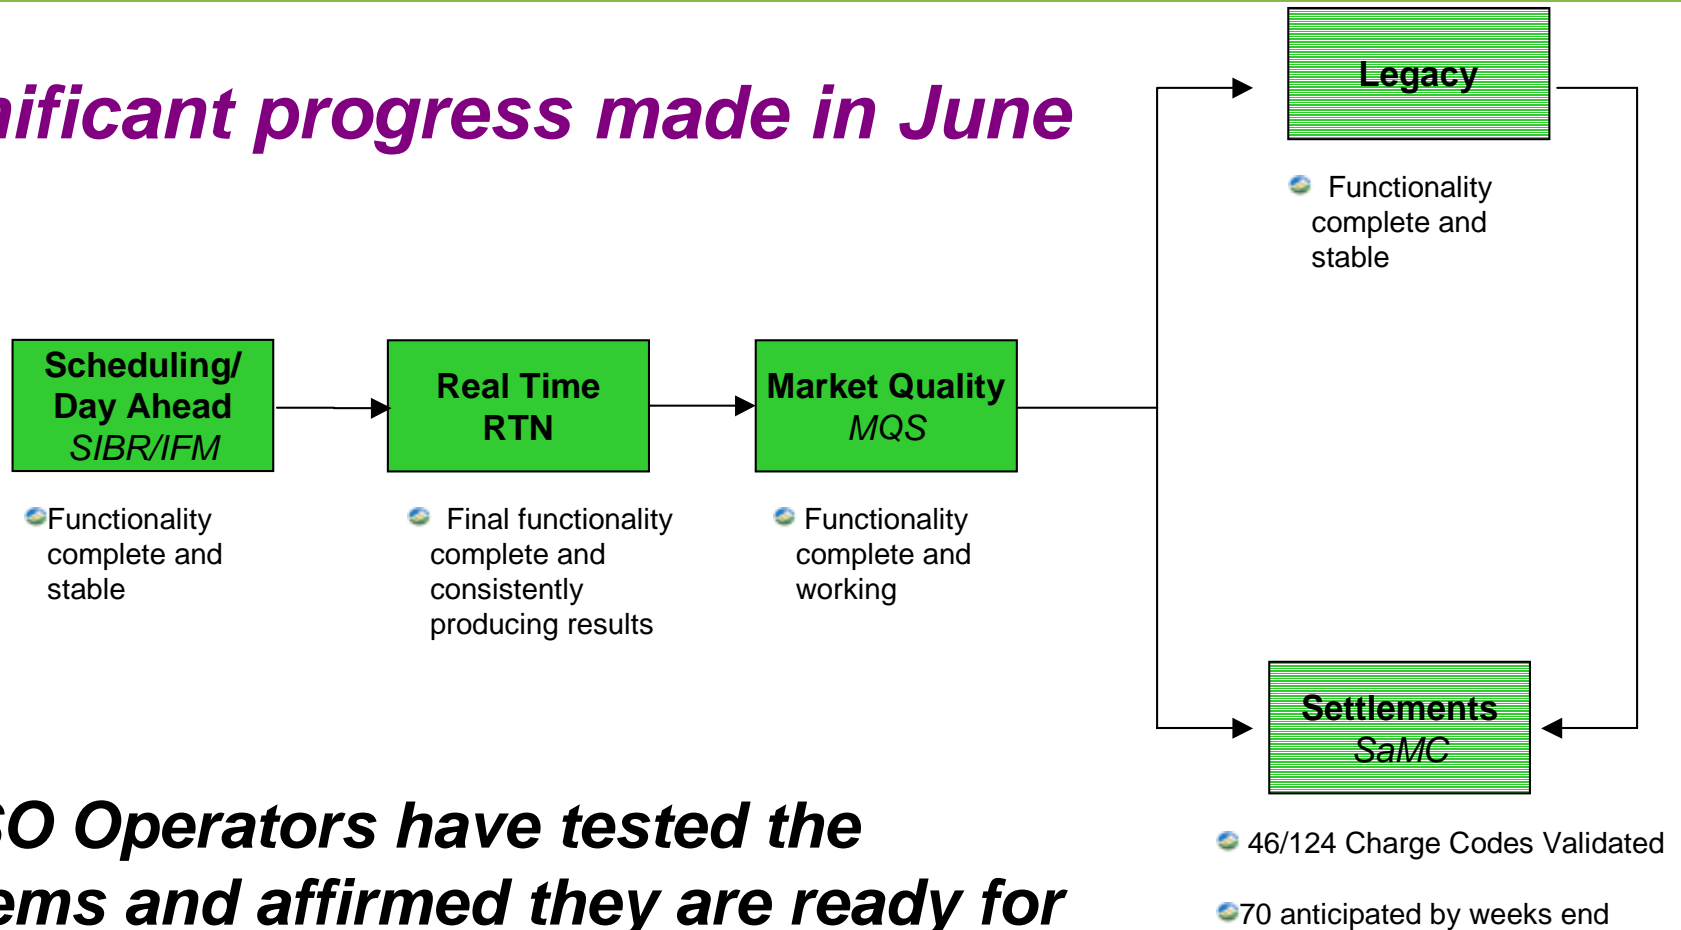 nificant progress made in June
Legacy
Functionality
complete and
stable
Scheduling/
Day Ahead
SIBR/IFM
Functionality
complete and
stable
Real Time
RTN
Final functionality
complete and
consistently
producing results
Market Quality
MQS
Functionality
complete and
working
Settlements
SaMC
46/124 Charge Codes Validated
70 anticipated by weeks end
SO Operators have tested the
ems and affirmed they are ready for